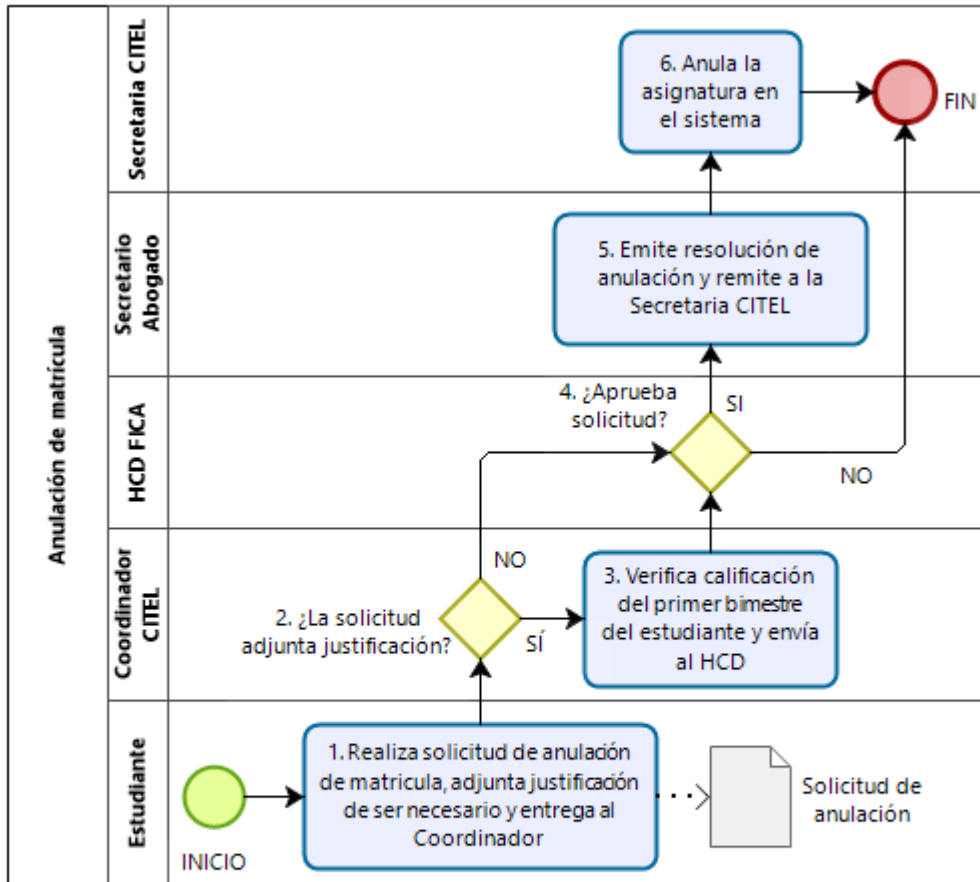 Anulación de matrícula
Secretaria CITEL
6. Anula la
asignatura en
el sistema
FIN
Secretario
Abogado
5. Emite resolución de
anulación y remite a la
Secretaria CITEL
HCD FICA
4. ¿Aprueba
solicitud?
SI
NO
Coordinador
CITEL
NO
2. ¿La solicitud
adjunta justificación?
SÍ
3. Verifica calificación
del primer bimestre
del estudiante y envía
al HCD
Estudiante
INICIO
1. Realiza solicitud de anulación
de matricula, adjunta justificación
de ser necesario y entrega al
Coordinador
Solicitud de
anulación